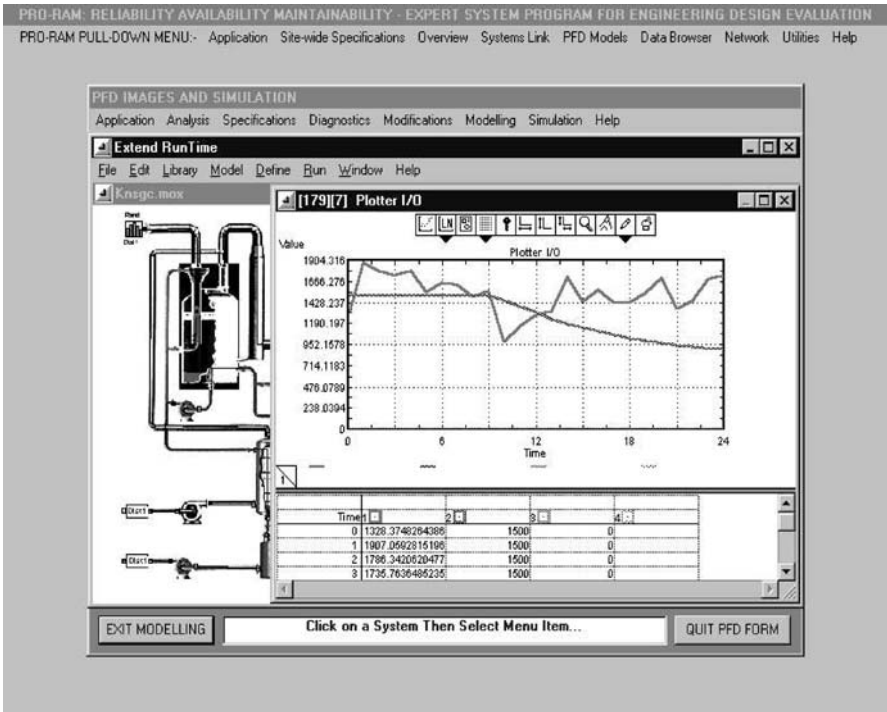 PRO-RAM: RELIABILITY AVAILABILITY MAINTAINABILITY - EXPERT SYSTEM PROGRAM FOR ENGINEERING DESIGN EVALUATION
PRO-RAM PULL-DOWN MENU:- Application Site-wide Specifications Overview Systems Link PFD Models Data Browser Network Utilities Help
PFD IMAGES AND SIMULATION
Application Analysis Specifications Diagnostics Modifications Modelling Simulation Help
Extend RunTime
File Edit Library Model Define Run Window Help
Knsgc.mox
[179][7] Plotter I/O
LN
Value
Plotter I/O
1904.316
1666.276
1428.237
1190.197
952.1578
714.1183
476.0789
238.0394
0
0 6 12 18 24
Time
1
Time 1 2 3 4
0 1328.3748264386 1500 0
1 1907.0592815196 1500 0
2 1786.3420620477 1500 0
3 1735.7636485235 1500 0
EXIT MODELLING
Click on a System Then Select Menu Item...
QUIT PFD FORM